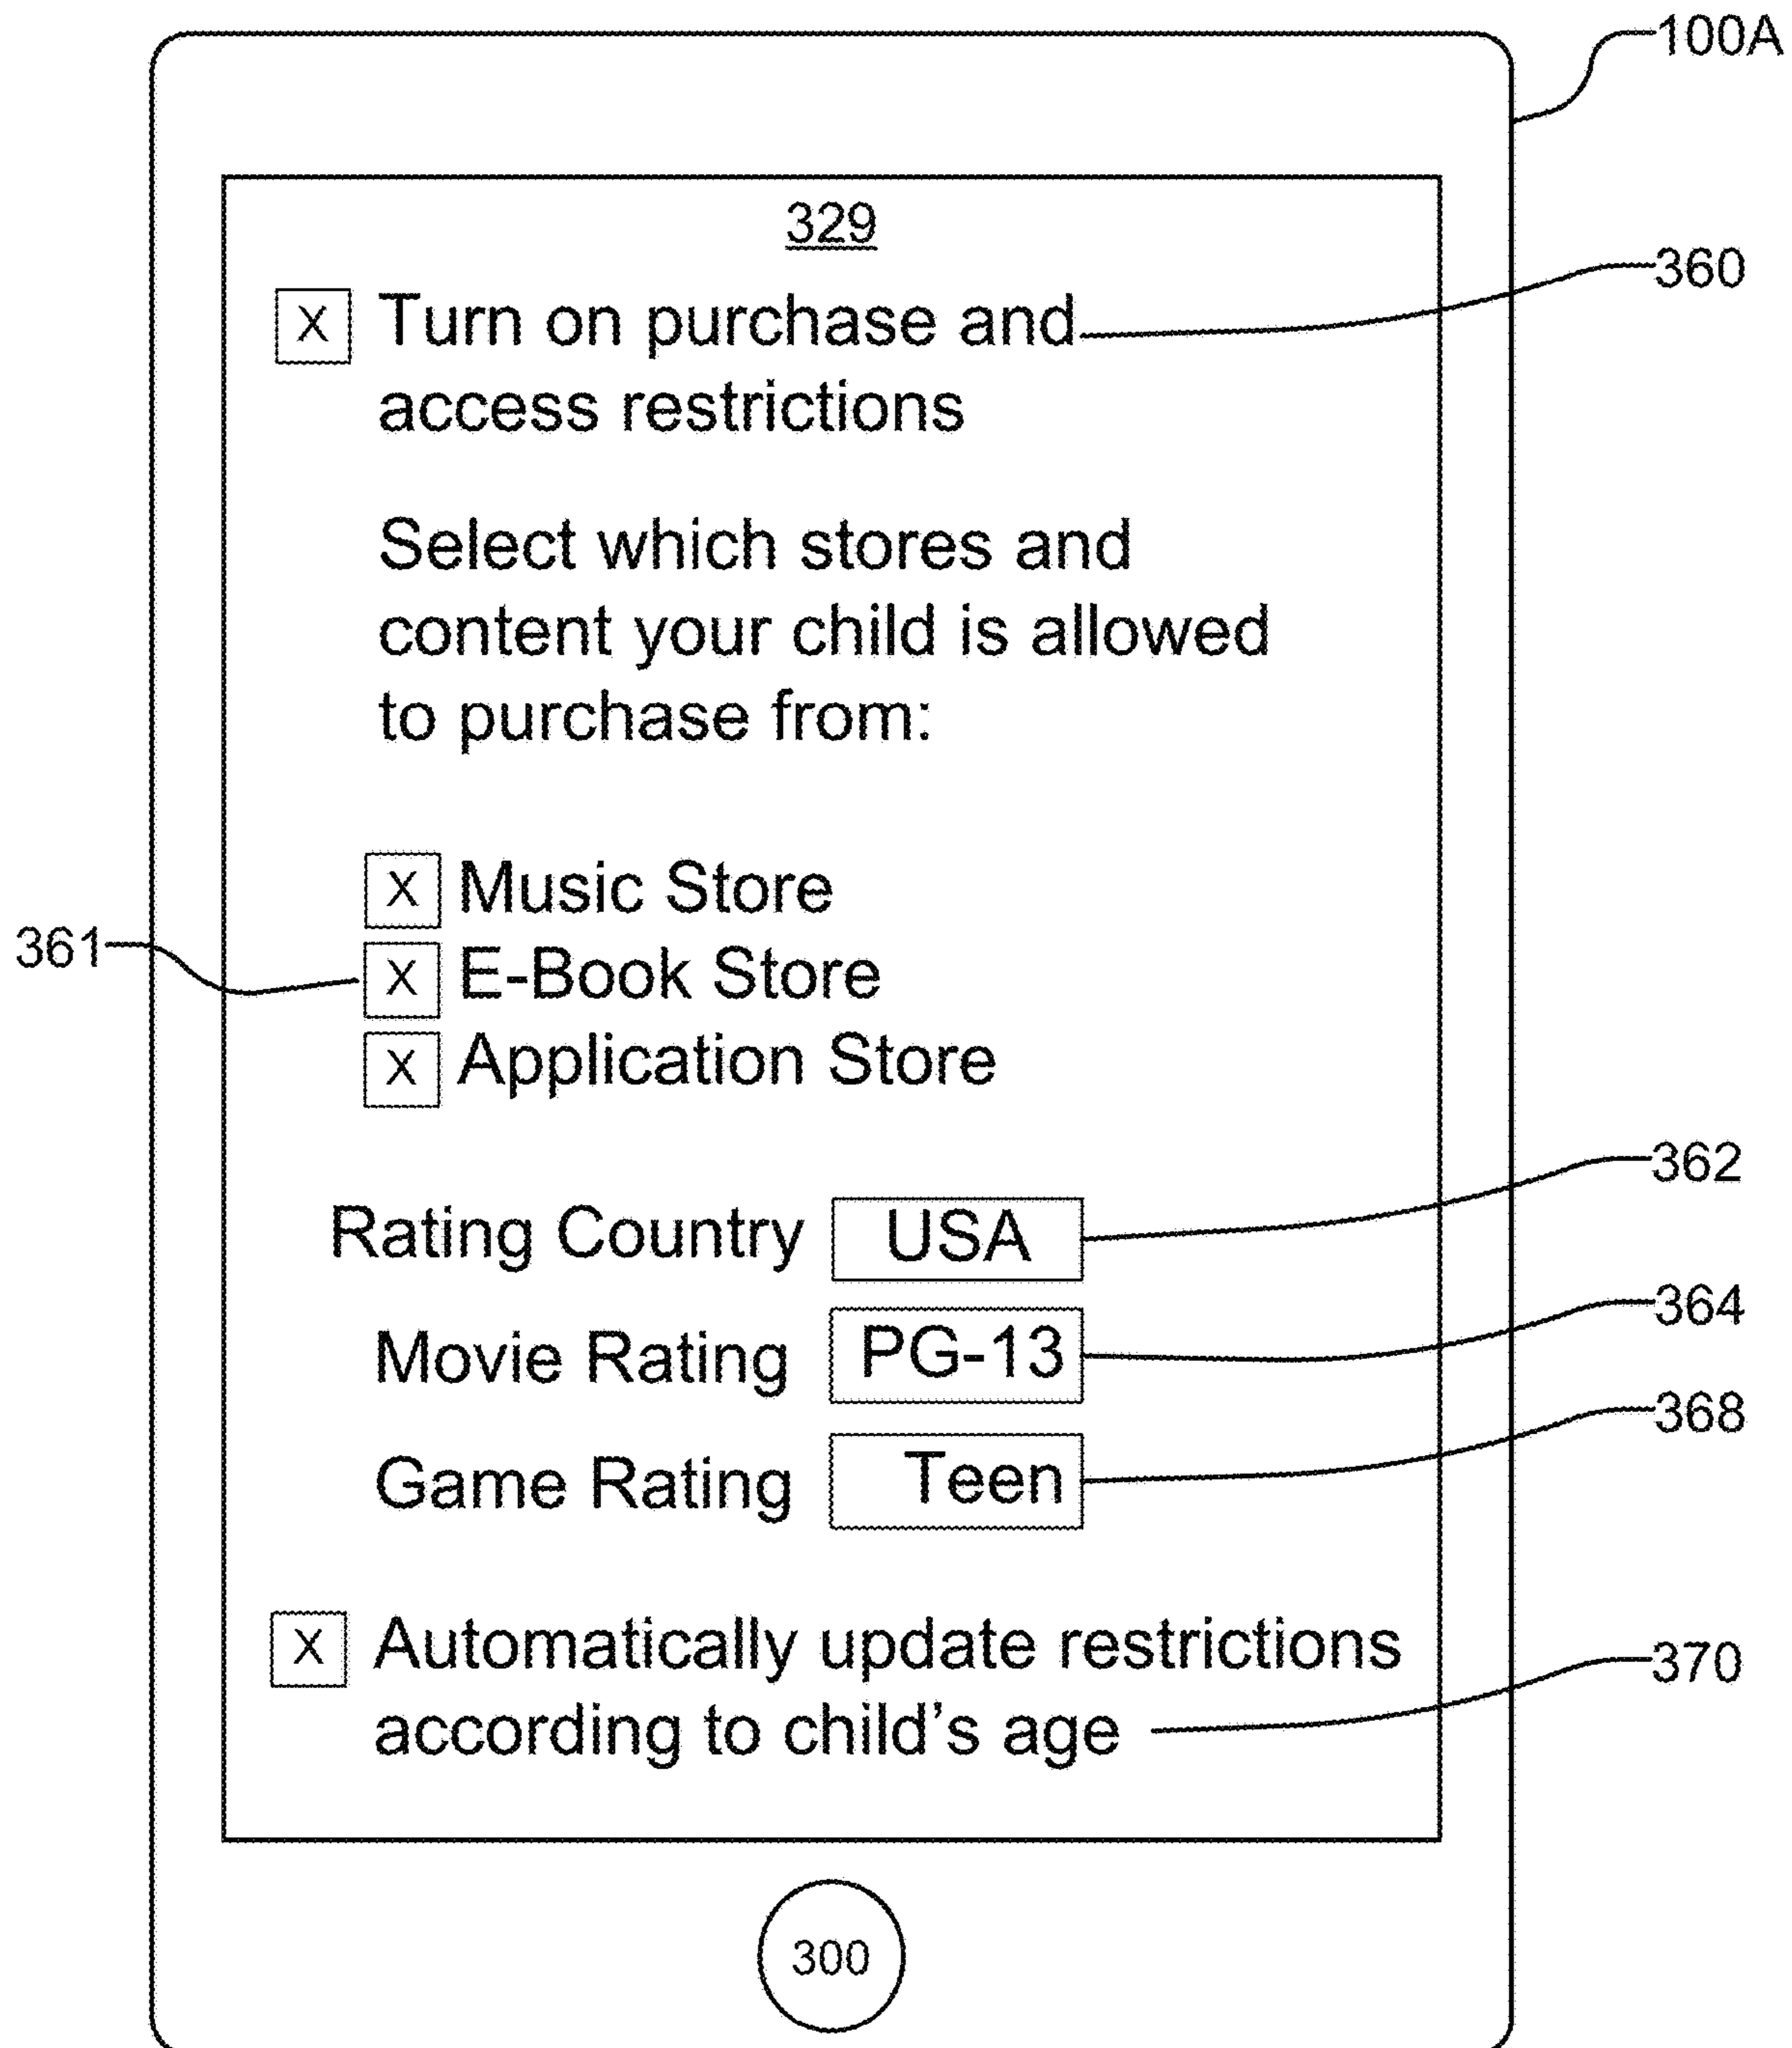 100A
329
360
X Turn on purchase and
access restrictions
Select which stores and
content your child is allowed
to purchase from:
X Music Store
361
X E-Book Store
X Application Store
362
Rating Country USA
364
Movie Rating PG-13
368
Game Rating Teen
X Automatically update restrictions
370
according to child's age
300